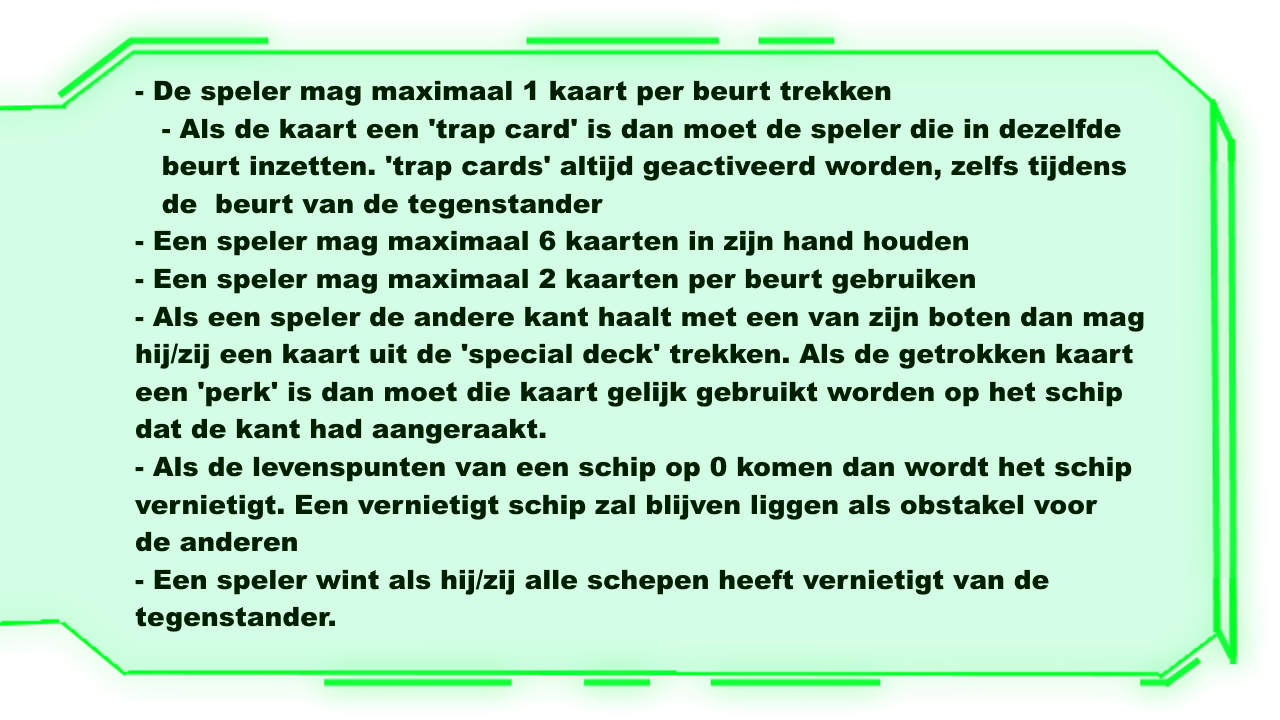 - De speler mag maximaal 1 kaart per beurt trekken
- Als de kaart een 'trap card' is dan moet de speler die in dezelfde
beurt inzetten. 'trap cards' altijd geactiveerd worden, zelfs tijdens
de  beurt van de tegenstander
- Een speler mag maximaal 6 kaarten in zijn hand houden
- Een speler mag maximaal 2 kaarten per beurt gebruiken
- Als een speler de andere kant haalt met een van zijn boten dan mag
hij/zij een kaart uit de 'special deck' trekken. Als de getrokken kaart
een 'perk' is dan moet die kaart gelijk gebruikt worden op het schip
dat de kant had aangeraakt.
- Als de levenspunten van een schip op 0 komen dan wordt het schip
vernietigt. Een vernietigt schip zal blijven liggen als obstakel voor
de anderen
- Een speler wint als hij/zij alle schepen heeft vernietigt van de
tegenstander.